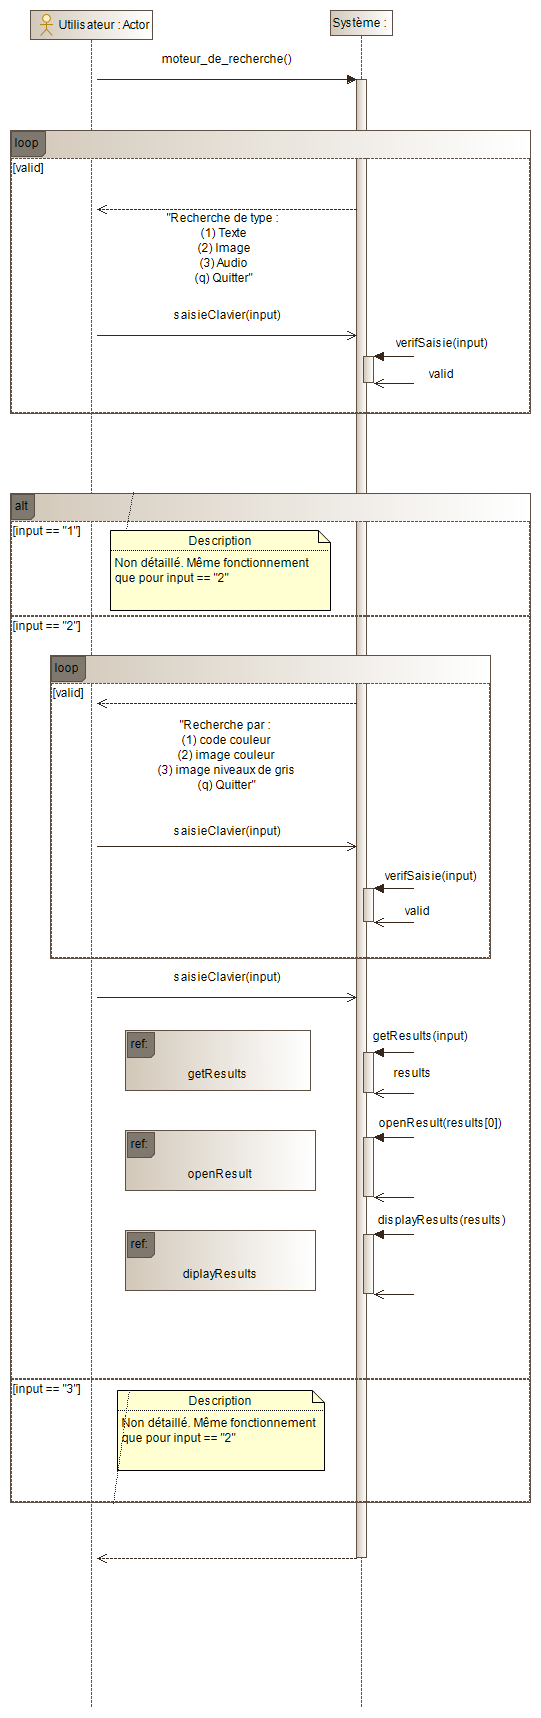 Utilisateur : Actor
Système :
moteur_de_recherche()
loop
[valid]
"Recherche de type :
(1) Texte
(2) Image
(3) Audio
(q) Quitter"
saisieClavier(input)
verifSaisie(input)
valid
alt
[input == "1"]
Description
Non détaillé. Même fonctionnement
que pour input == "2"
[input == "2"]
loop
[valid]
"Recherche par :
(1) code couleur
(2) image couleur
(3) image niveaux de gris
(q) Quitter"
saisieClavier(input)
verifSaisie(input)
valid
saisieClavier(input)
ref:
getResults
getResults(input)
results
ref:
openResult
openResult(results[0])
ref:
diplayResults
displayResults(results)
[input == "3"]
Description
Non détaillé. Même fonctionnement
que pour input == "2"